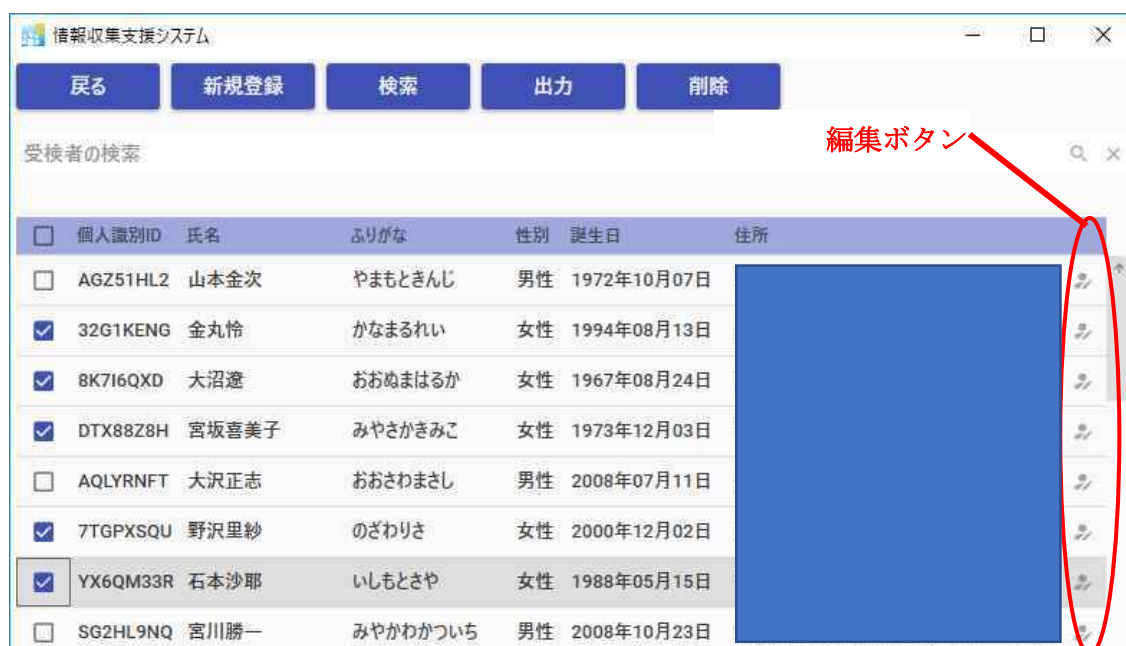 情報収集支援システム
戻る 新規登録 検索 出力 削除
編集ボタン
受検者の検索
個人識別ID 氏名 ふりがな 性別 誕生日 住所
AGZ51HL2 山本金次 やまもときんじ 男性 1972年10月07日
32G1KENG 金丸怜 かなまるれい 女性 1994年08月13日
8K7I6QXD 大沼遼 おおぬまはるか 女性 1967年08月24日
DTX88Z8H 宮坂喜美子 みやさかきみこ 女性 1973年12月03日
AQLYRNFT 大沢正志 おおさわまさし 男性 2008年07月11日
7TGPXSQU 野沢里紗 のざわりさ 女性 2000年12月02日
YX6QM33R 石本沙耶 いしもとさや 女性 1988年05月15日
SG2HL9NQ 宮川勝一 みやかわかついち 男性 2008年10月23日